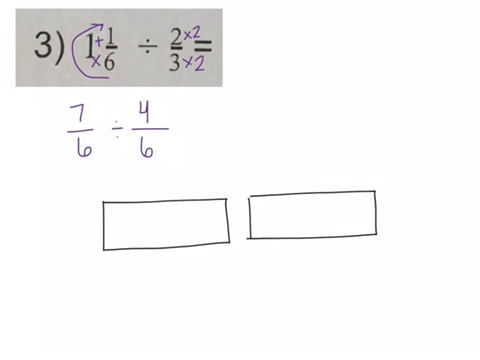 3) 1 + 1/6 ÷ 2/3 =
× ×2 ×2
7/6 ÷ 4/6